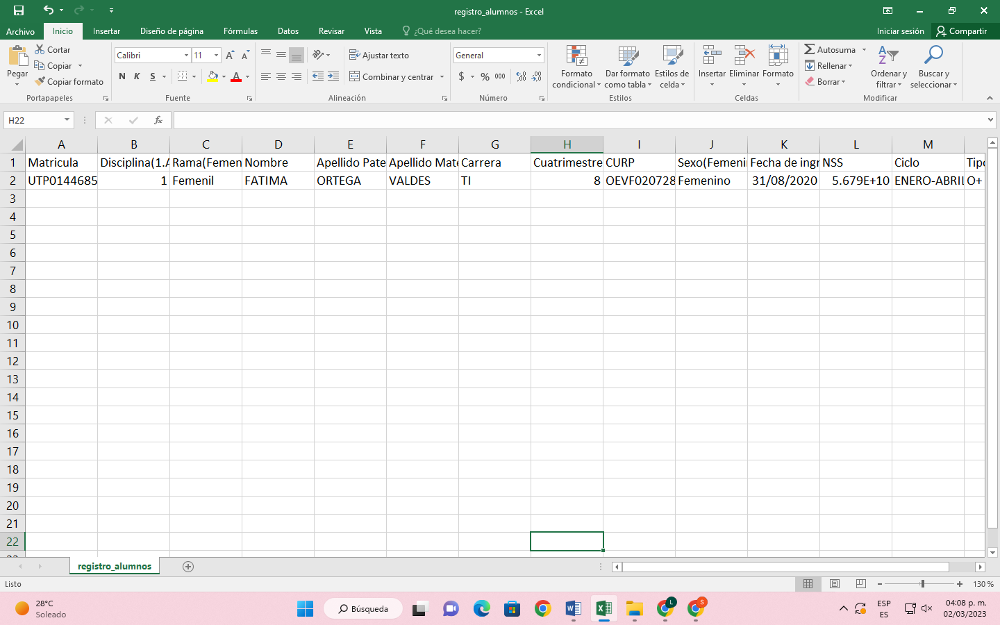 registro_alumnos - Excel
Archivo Inicio Insertar Diseño de página Fórmulas Datos Revisar Vista ¿Qué desea hacer? Iniciar sesión Compartir
Pegar Cortar Copiar Copiar formato Portapapeles
Calibri 11 N K S Fuente
Ajustar texto Combinar y centrar Alineación
General $ % 000 Número
Formato condicional Dar formato como tabla Estilos de celda Estilos
Insertar Eliminar Formato Celdas
Autosuma Rellenar Borrar Ordenar y filtrar Buscar y seleccionar Modificar
H22 fx
A B C D E F G H I J K L M
1 Matricula Disciplina(1.A Rama(Femen Nombre Apellido Pate Apellido Mate Carrera Cuatrimestre CURP Sexo(Femeni Fecha de ingr NSS Ciclo Tipo
2 UTP0144685 1 Femenil FATIMA ORTEGA VALDES TI 8 OEVF020728 Femenino 31/08/2020 5.679E+10 ENERO-ABRIL O+
3
4
5
6
7
8
9
10
11
12
13
14
15
16
17
18
19
20
21
22
registro_alumnos
Listo 130 %
28°C
Soleado
Búsqueda
L
S
ESP
ES
04:08 p. m.
02/03/2023